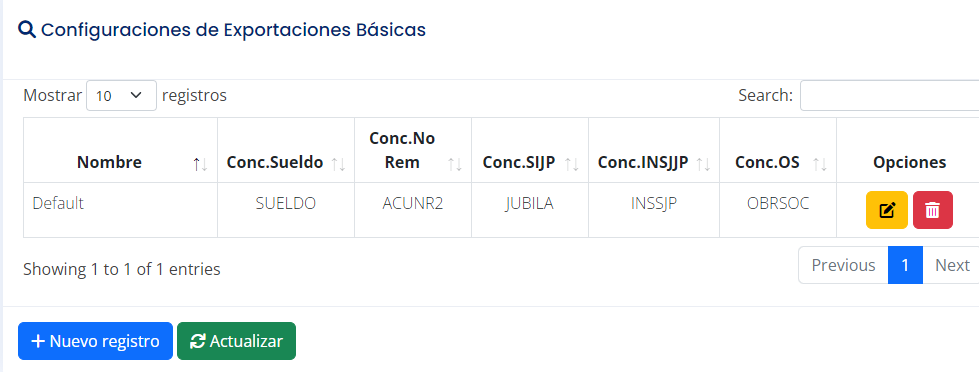 Configuraciones de Exportaciones Básicas
Mostrar 10 registros
Search:
Nombre Conc.Sueldo Conc.No Rem Conc.SIJP Conc.INSJJP Conc.OS Opciones
Default SUELDO ACUNR2 JUBILA INSSJP OBRSOC
Showing 1 to 1 of 1 entries
Previous 1 Next
Nuevo registro Actualizar